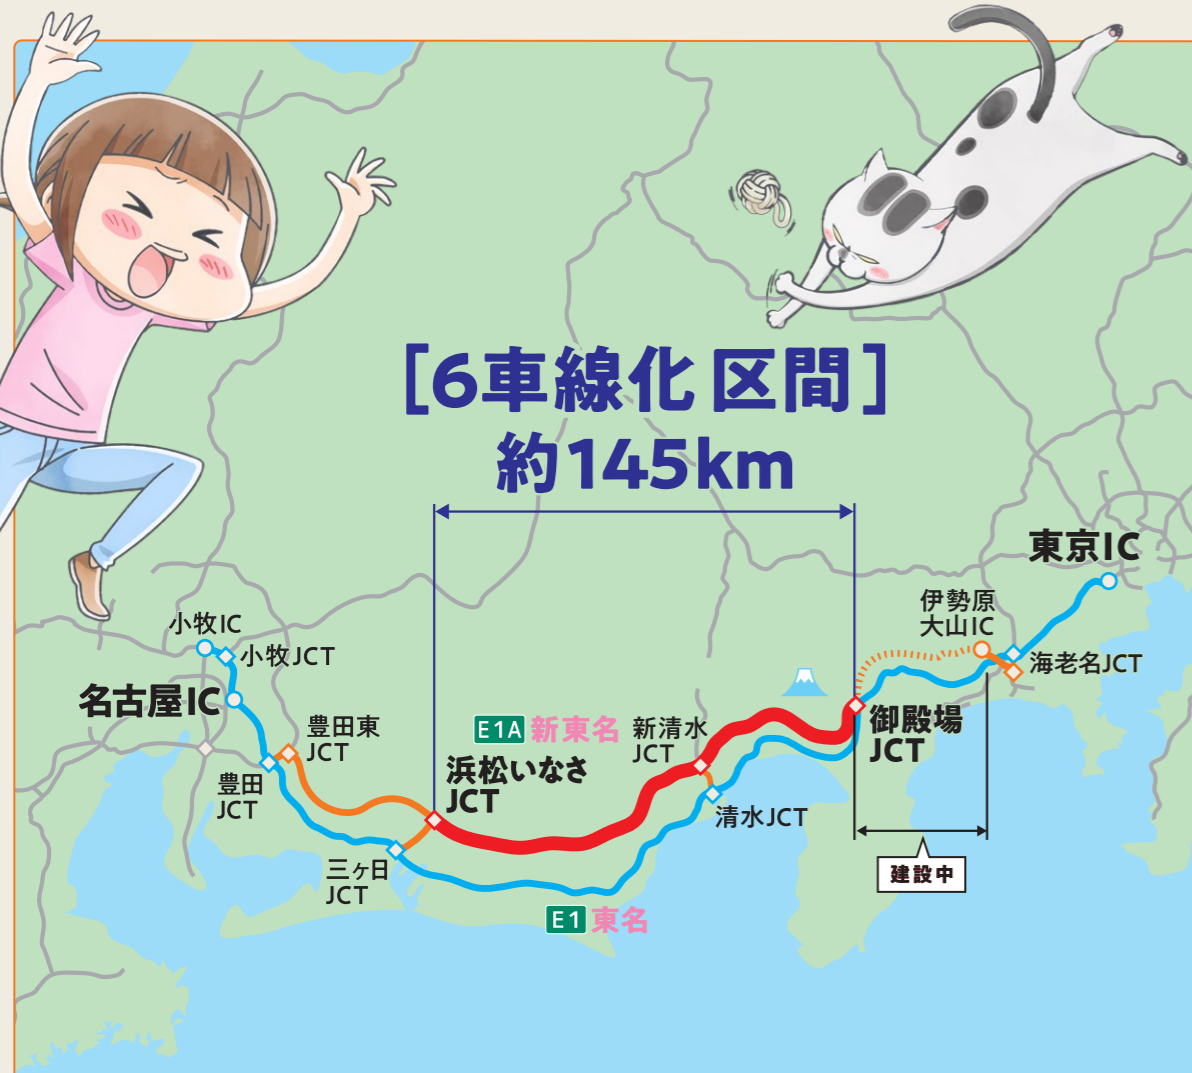 [6車線化 区間]
約145km
東京IC
伊勢原
大山IC
海老名JCT
小牧IC
小牧JCT
名古屋IC
豊田東
JCT
豊田
JCT
E1A 新東名
新清水
JCT
浜松いなさ
JCT
御殿場
JCT
清水JCT
三ヶ日
JCT
建設中
E1 東名